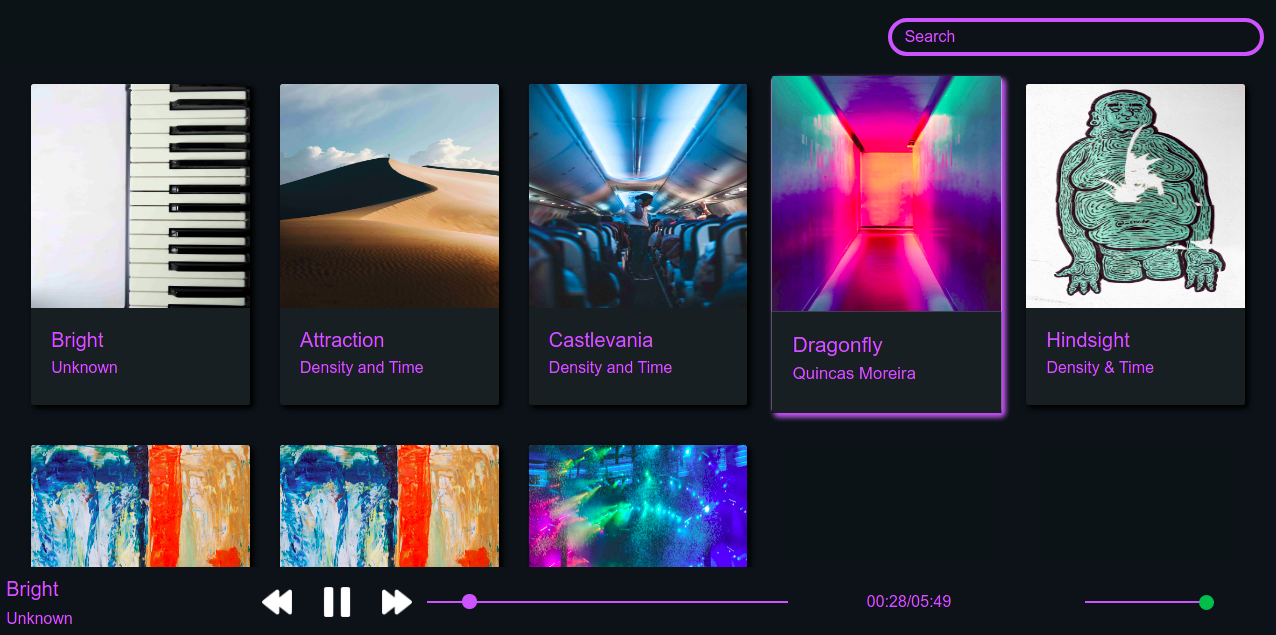 Search
Bright
Unknown
Attraction
Density and Time
Castlevania
Density and Time
Dragonfly
Quincas Moreira
Hindsight
Density & Time
Bright
Unknown
00:28/05:49